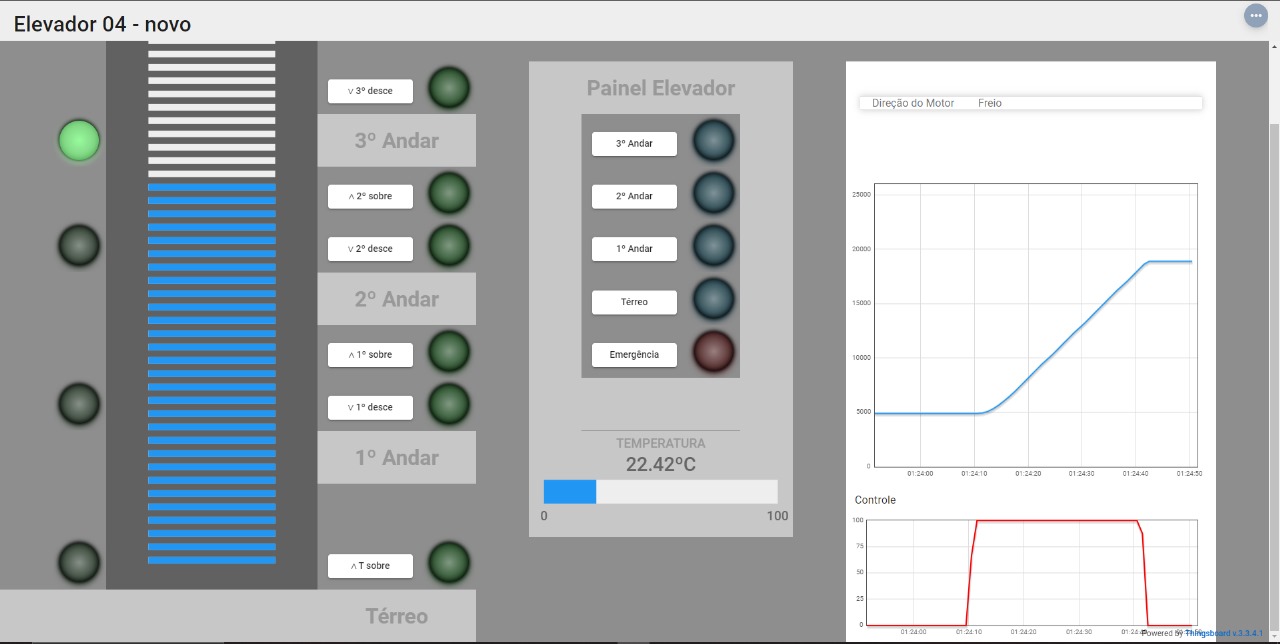 Elevador 04 - novo
v 3º desce
3º Andar
ʌ 2º sobre
v 2º desce
2º Andar
ʌ 1º sobre
v 1º desce
1º Andar
ʌ T sobre
Térreo
Painel Elevador
3º Andar
2º Andar
1º Andar
Térreo
Emergência
TEMPERATURA
22.42ºC
0 100
Direção do Motor Freio
25000
20000
15000
10000
5000
0
01:24:00 01:24:10 01:24:20 01:24:30 01:24:40 01:24:50
Controle
100
75
50
25
0
01:24:00 01:24:10 01:24:20 01:24:30
Powered by Thingsboard v.3.3.4.1